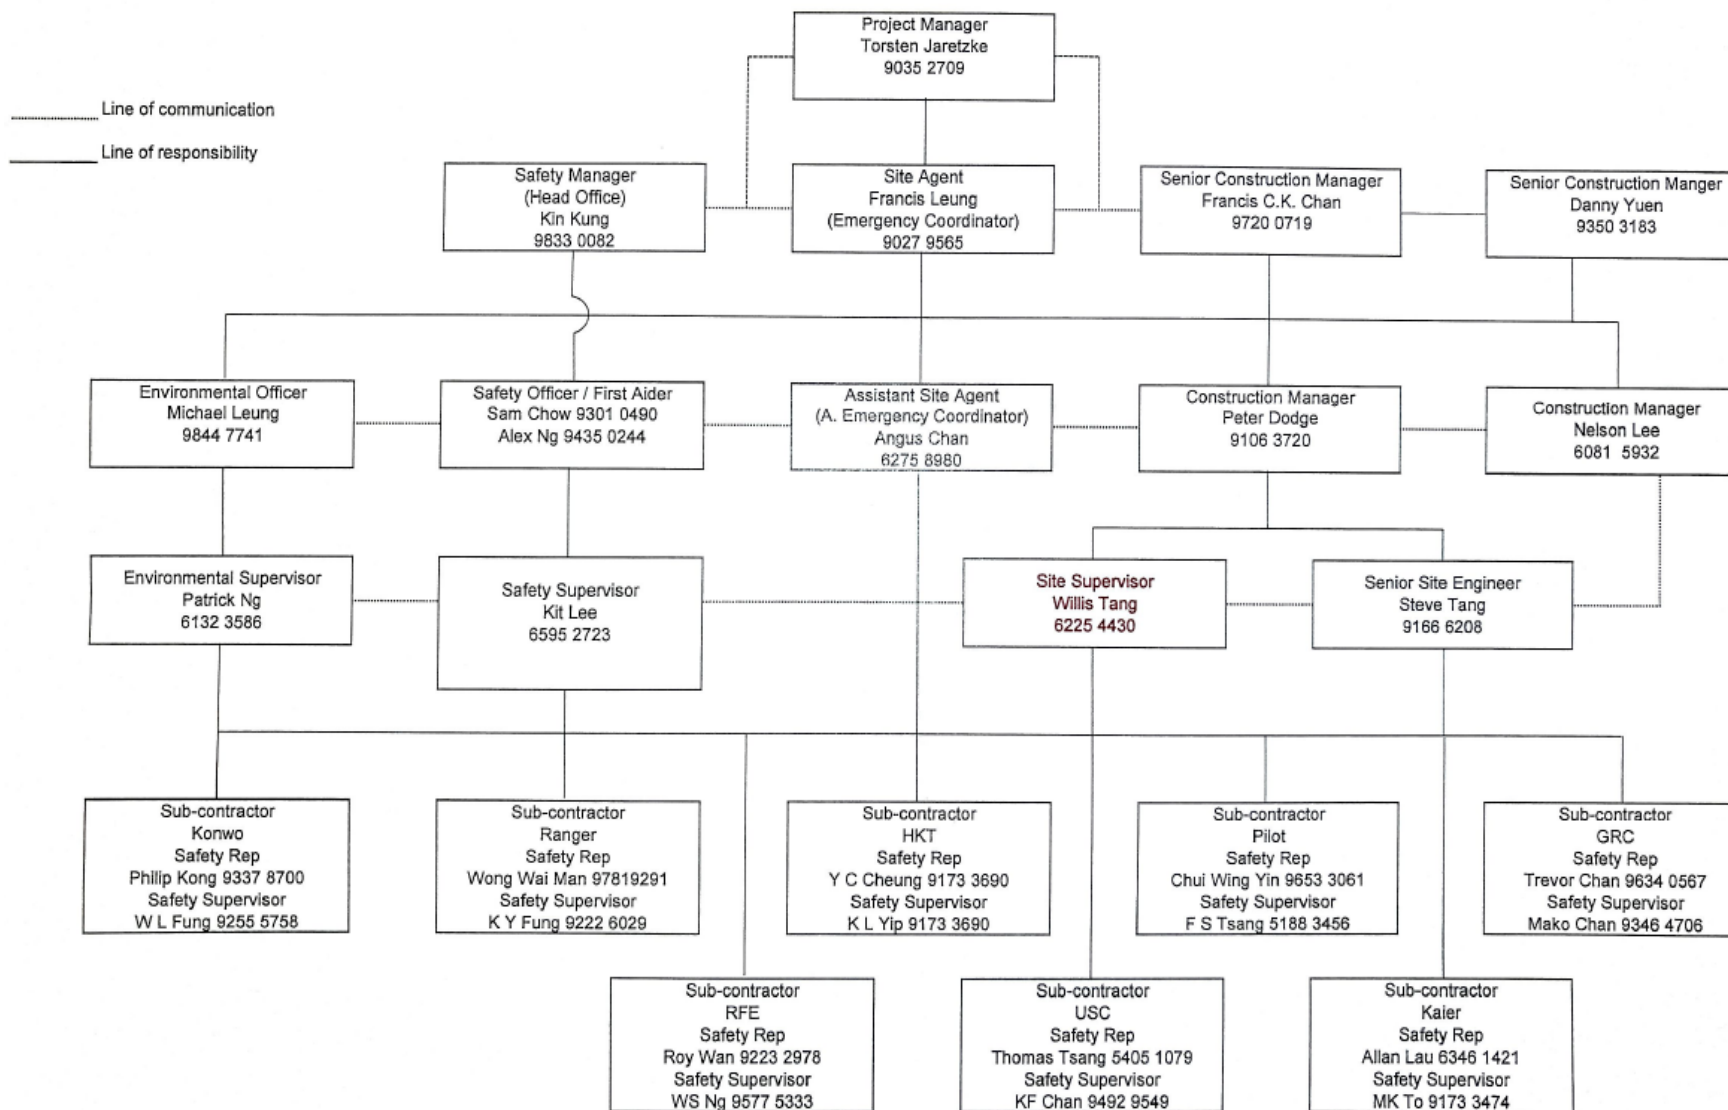 Project Manager
Torsten Jaretzke
9035 2709
Line of communication
Line of responsibility
Safety Manager
(Head Office)
Kin Kung
9833 0082
Site Agent
Francis Leung
(Emergency Coordinator)
9027 9565
Senior Construction Manager
Francis C.K. Chan
9720 0719
Senior Construction Manger
Danny Yuen
9350 3183
Environmental Officer
Michael Leung
9844 7741
Safety Officer / First Aider
Sam Chow 9301 0490
Alex Ng 9435 0244
Assistant Site Agent
(A. Emergency Coordinator)
Angus Chan
6275 8980
Construction Manager
Peter Dodge
9106 3720
Construction Manager
Nelson Lee
6081 5932
Environmental Supervisor
Patrick Ng
6132 3586
Safety Supervisor
Kit Lee
6595 2723
Site Supervisor
Willis Tang
6225 4430
Senior Site Engineer
Steve Tang
9166 6208
Sub-contractor
Konwo
Safety Rep
Philip Kong 9337 8700
Safety Supervisor
W L Fung 9255 5758
Sub-contractor
Ranger
Safety Rep
Wong Wai Man 97819291
Safety Supervisor
K Y Fung 9222 6029
Sub-contractor
HKT
Safety Rep
Y C Cheung 9173 3690
Safety Supervisor
K L Yip 9173 3690
Sub-contractor
Pilot
Safety Rep
Chui Wing Yin 9653 3061
Safety Supervisor
F S Tsang 5188 3456
Sub-contractor
GRC
Safety Rep
Trevor Chan 9634 0567
Safety Supervisor
Mako Chan 9346 4706
Sub-contractor
RFE
Safety Rep
Roy Wan 9223 2978
Safety Supervisor
WS Ng 9577 5333
Sub-contractor
USC
Safety Rep
Thomas Tsang 5405 1079
Safety Supervisor
KF Chan 9492 9549
Sub-contractor
Kaier
Safety Rep
Allan Lau 6346 1421
Safety Supervisor
MK To 9173 3474